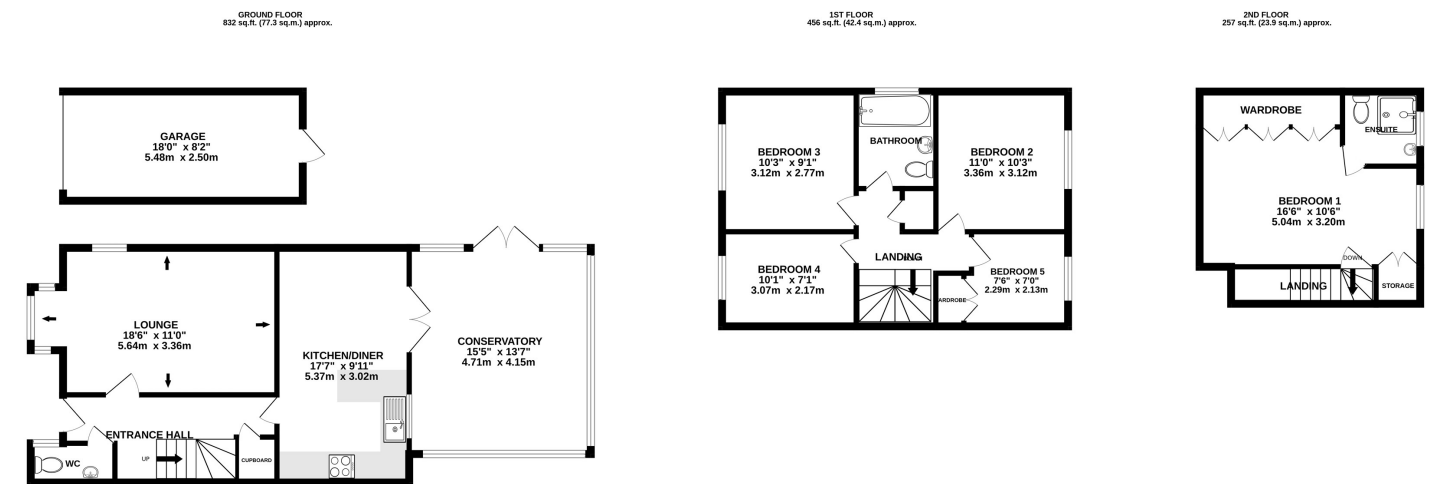 GROUND FLOOR
832 sq.ft. (77.3 sq.m.) approx.
GARAGE
18'0" x 8'2"
5.48m x 2.50m
LOUNGE
18'6" x 11'0"
5.64m x 3.36m
KITCHEN/DINER
17'7" x 9'11"
5.37m x 3.02m
CONSERVATORY
15'5" x 13'7"
4.71m x 4.15m
ENTRANCE HALL
UP
WC
CUPBOARD
1ST FLOOR
456 sq.ft. (42.4 sq.m.) approx.
BEDROOM 3
10'3" x 9'1"
3.12m x 2.77m
BATHROOM
BEDROOM 2
11'0" x 10'3"
3.36m x 3.12m
BEDROOM 4
10'1" x 7'1"
3.07m x 2.17m
LANDING
BEDROOM 5
7'6" x 7'0"
2.29m x 2.13m
ARDROBE
2ND FLOOR
257 sq.ft. (23.9 sq.m.) approx.
WARDROBE
ENSUITE
BEDROOM 1
16'6" x 10'6"
5.04m x 3.20m
DOWN
LANDING
STORAGE